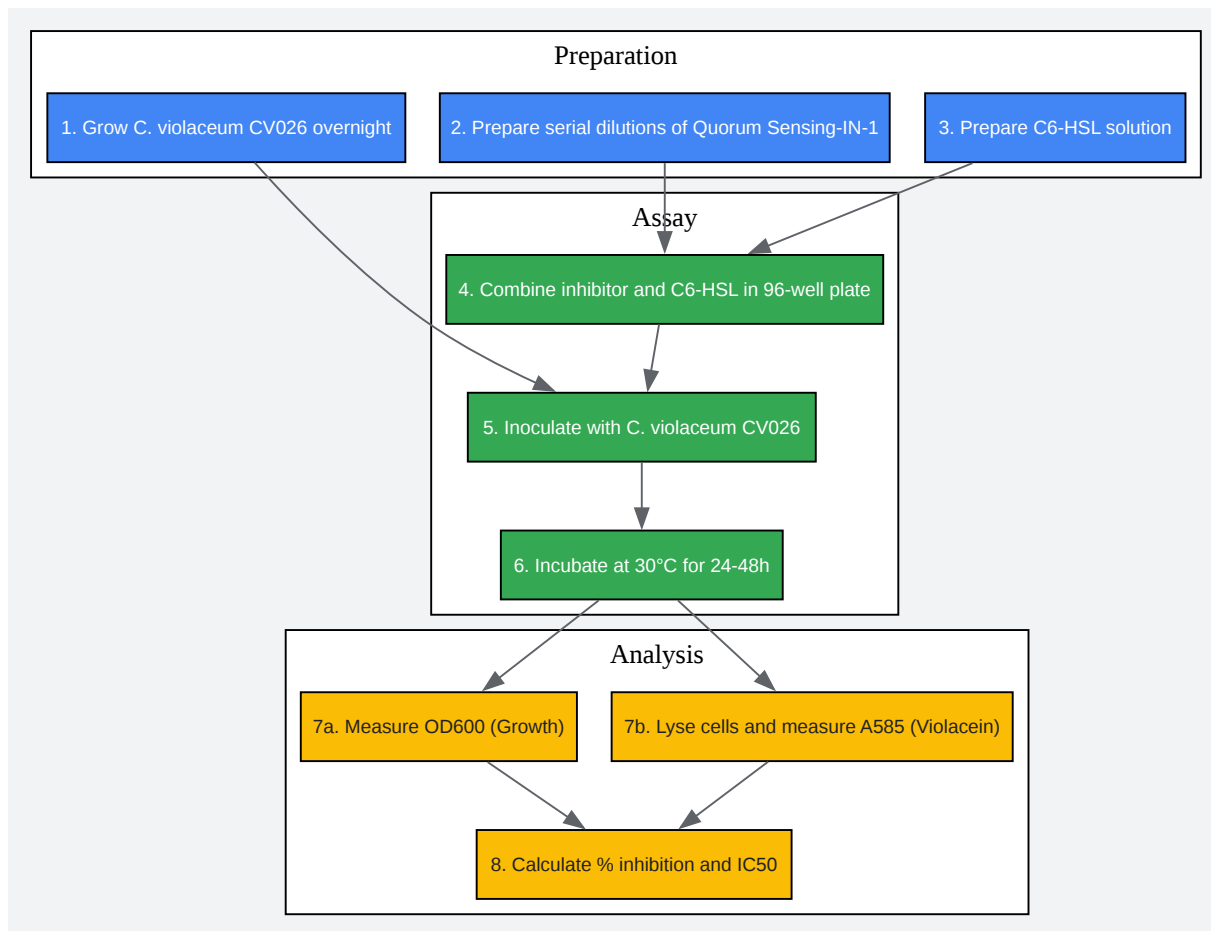 Preparation
1. Grow C. violaceum CV026 overnight
2. Prepare serial dilutions of Quorum Sensing-IN-1
3. Prepare C6-HSL solution
Assay
4. Combine inhibitor and C6-HSL in 96-well plate
5. Inoculate with C. violaceum CV026
6. Incubate at 30°C for 24-48h
Analysis
7a. Measure OD600 (Growth)
7b. Lyse cells and measure A585 (Violacein)
8. Calculate % inhibition and IC50